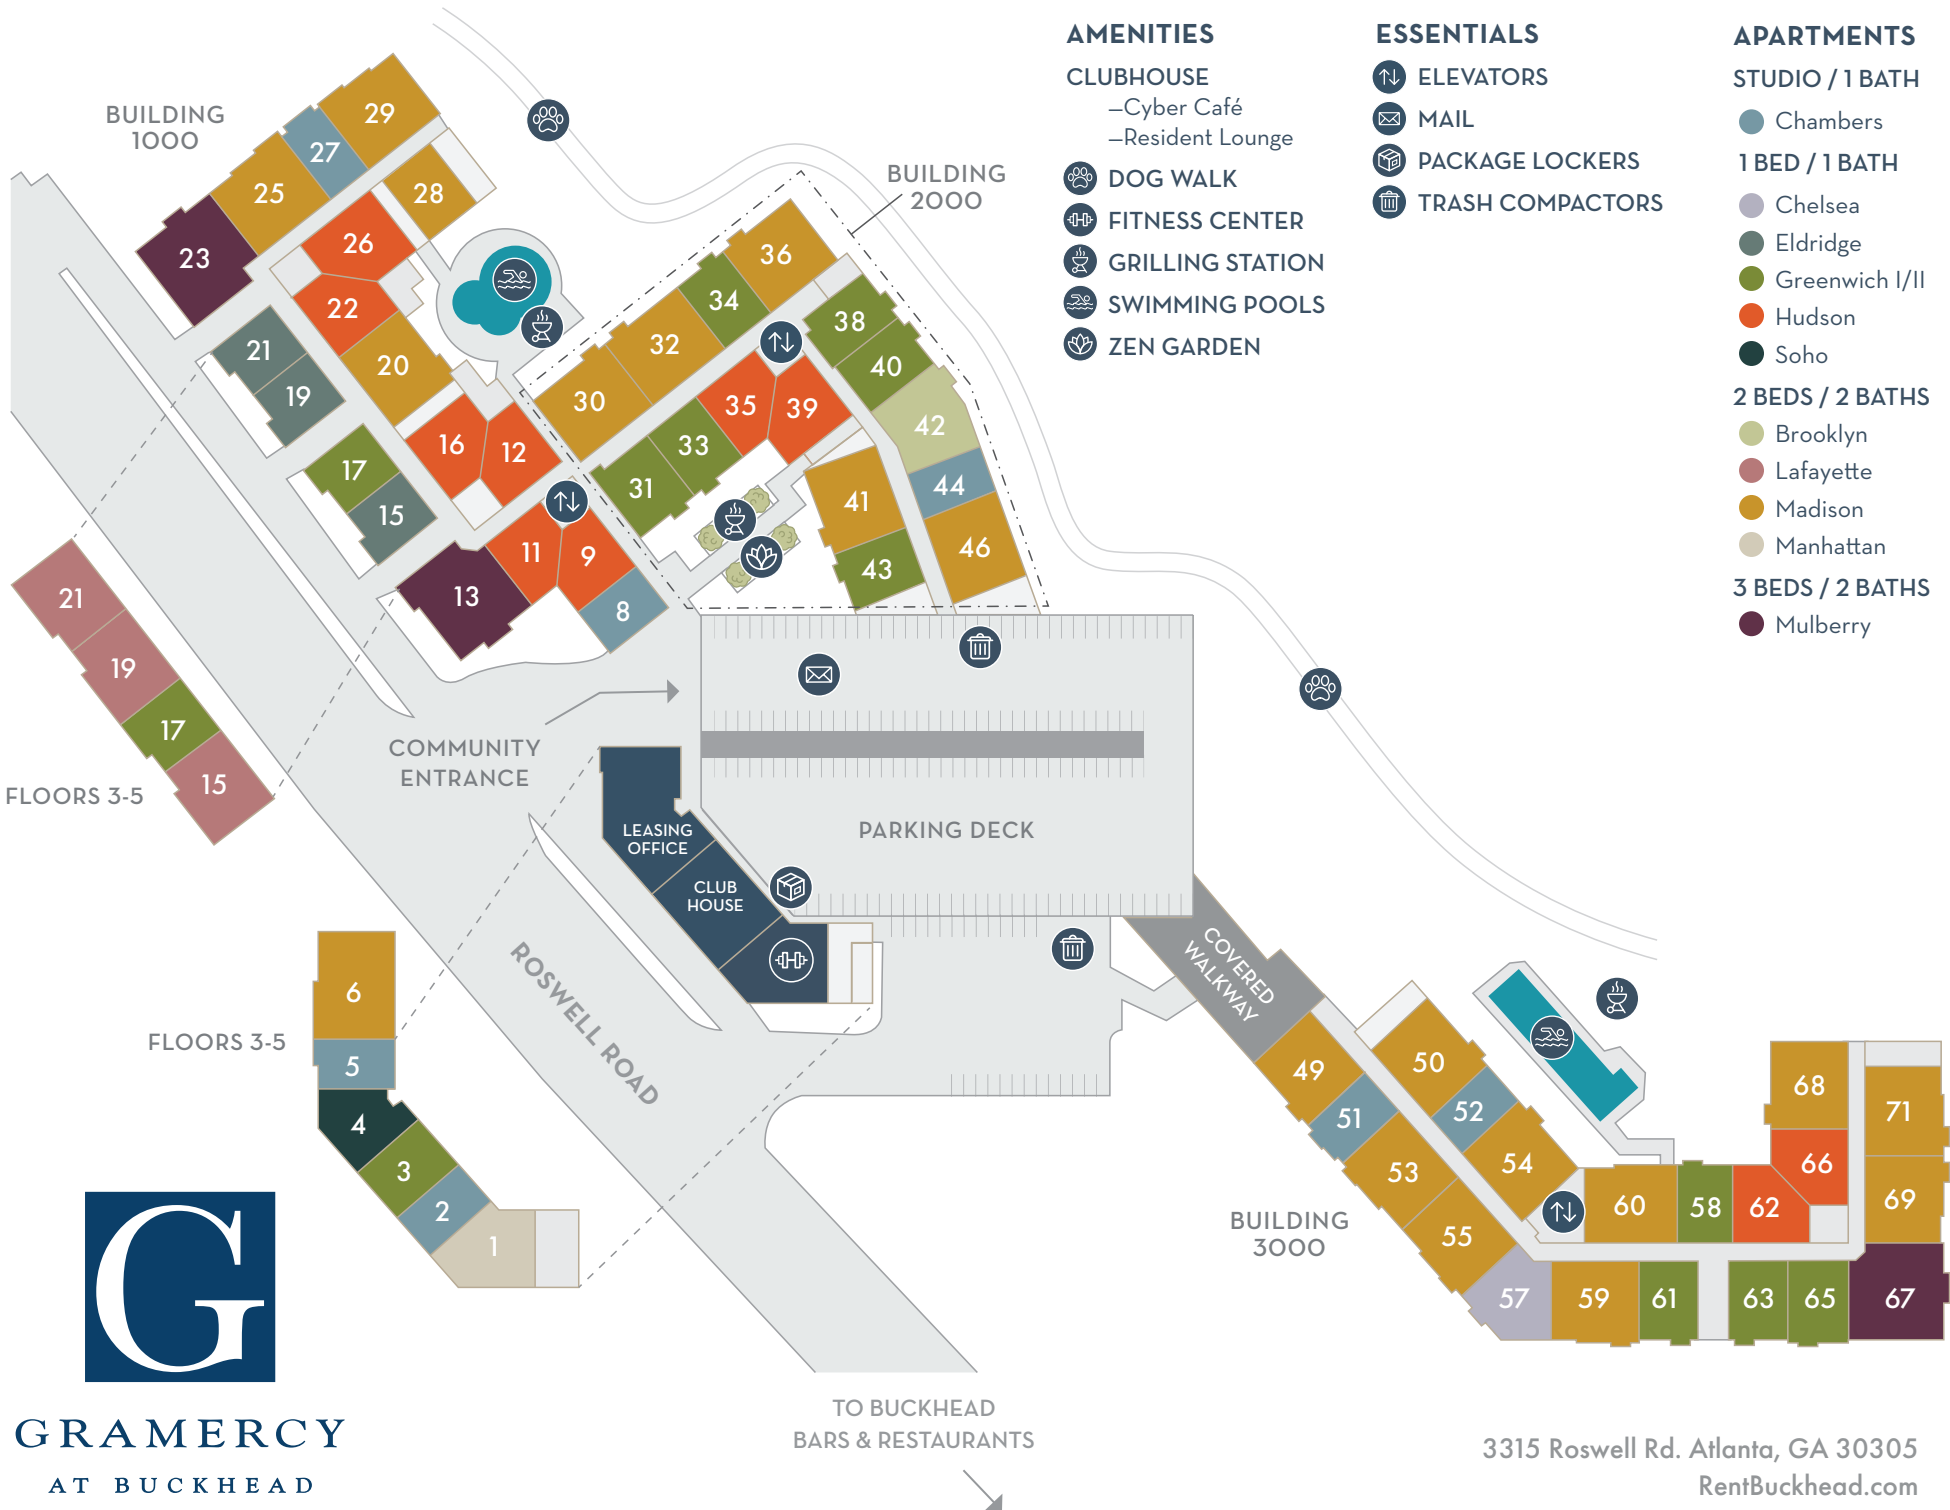 AMENITIES
CLUBHOUSE
–Cyber Café
–Resident Lounge
DOG WALK
FITNESS CENTER
GRILLING STATION
SWIMMING POOLS
ZEN GARDEN
ESSENTIALS
ELEVATORS
MAIL
PACKAGE LOCKERS
TRASH COMPACTORS
APARTMENTS
STUDIO / 1 BATH
Chambers
1 BED / 1 BATH
Chelsea
Eldridge
Greenwich I/II
Hudson
Soho
2 BEDS / 2 BATHS
Brooklyn
Lafayette
Madison
Manhattan
3 BEDS / 2 BATHS
Mulberry
BUILDING
1000
29
27
25
28
23
26
22
20
21
19
17
15
16
12
11
9
13
8
BUILDING
2000
36
34
32
30
38
40
35
39
33
31
42
44
41
46
43
21
19
17
15
FLOORS 3-5
COMMUNITY
ENTRANCE
LEASING
OFFICE
CLUB
HOUSE
PARKING DECK
COVERED
WALKWAY
ROSWELL ROAD
6
5
4
3
2
1
FLOORS 3-5
BUILDING
3000
49
50
51
52
53
54
55
57
59
60
58
62
66
68
71
69
61
63
65
67
TO BUCKHEAD
BARS & RESTAURANTS
G
GRAMERCY
AT BUCKHEAD
3315 Roswell Rd. Atlanta, GA 30305
RentBuckhead.com